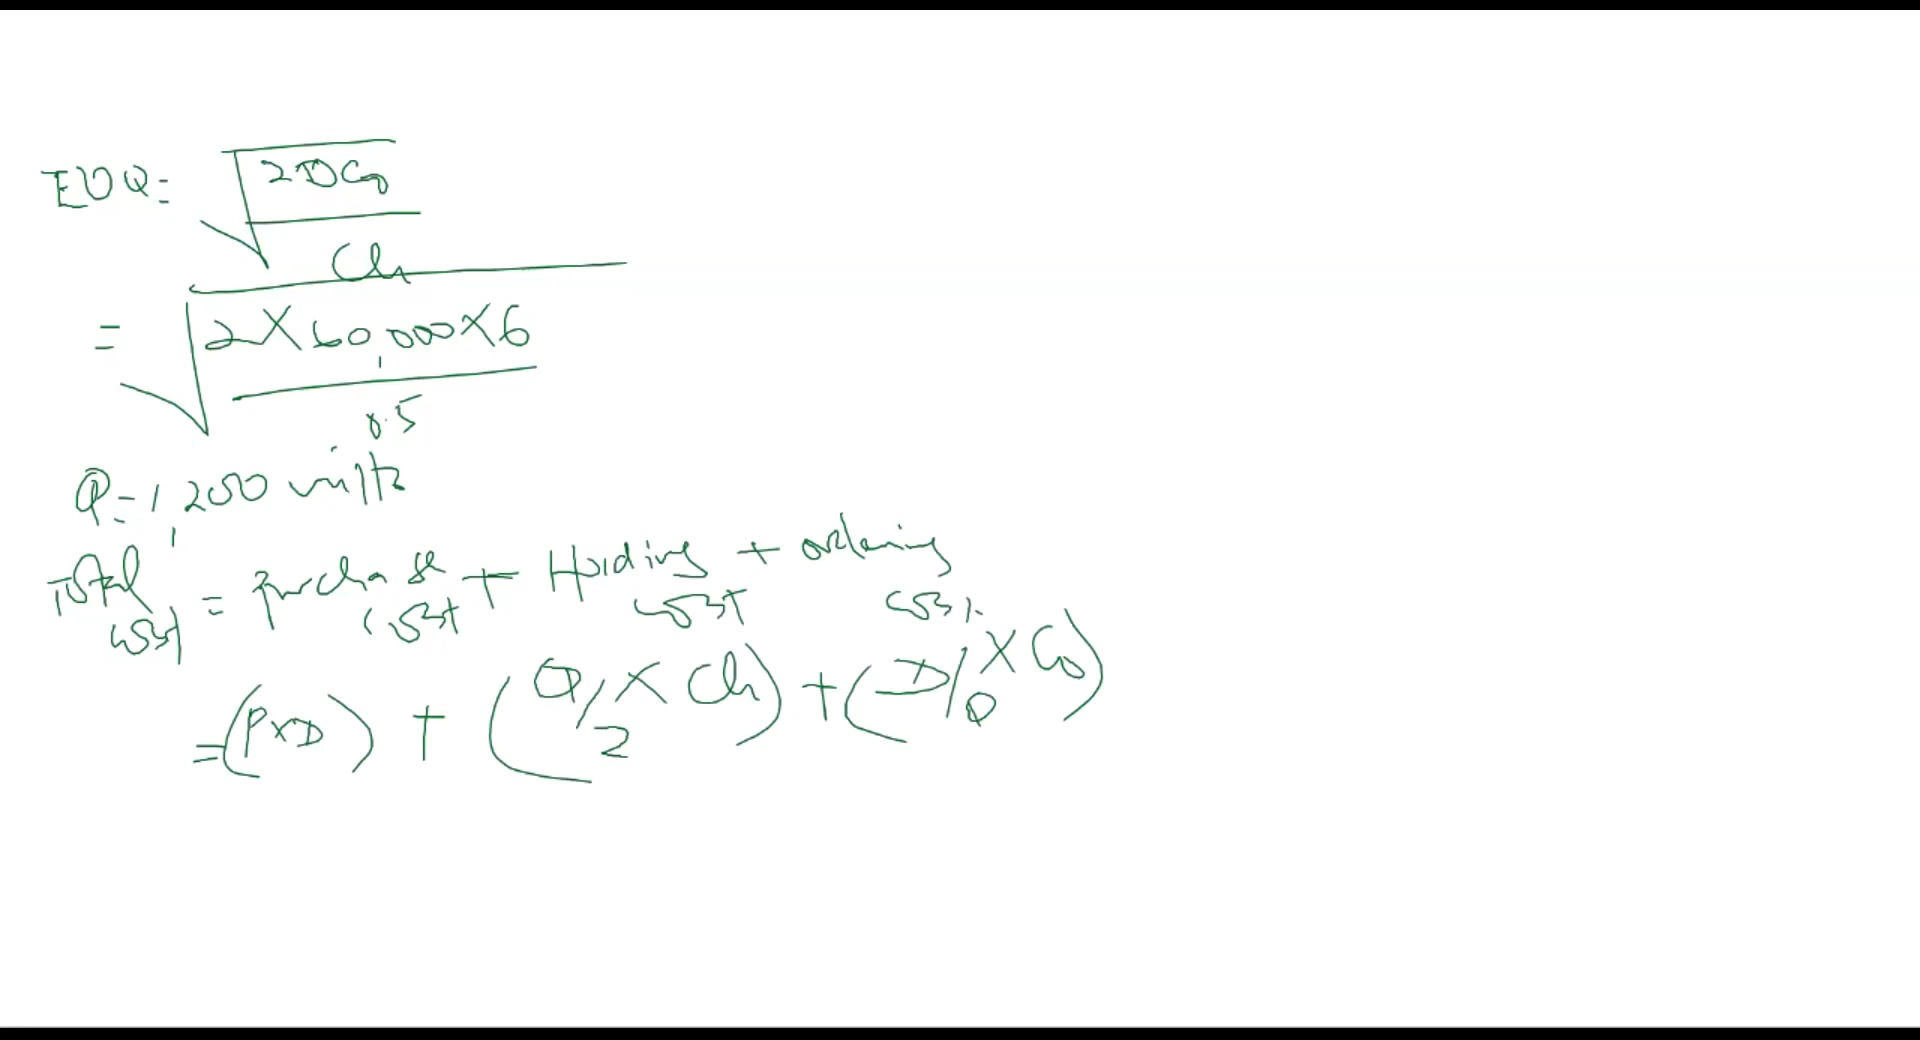 EOQ = √2DCo
Ch
= √2 X 60,000 X 6
0.5
Q = 1,200 units
Total cost = purchase cost + Holding cost + ordering cost
= (P X D) + (Q/2 X Ch) + (D/Q X Co)